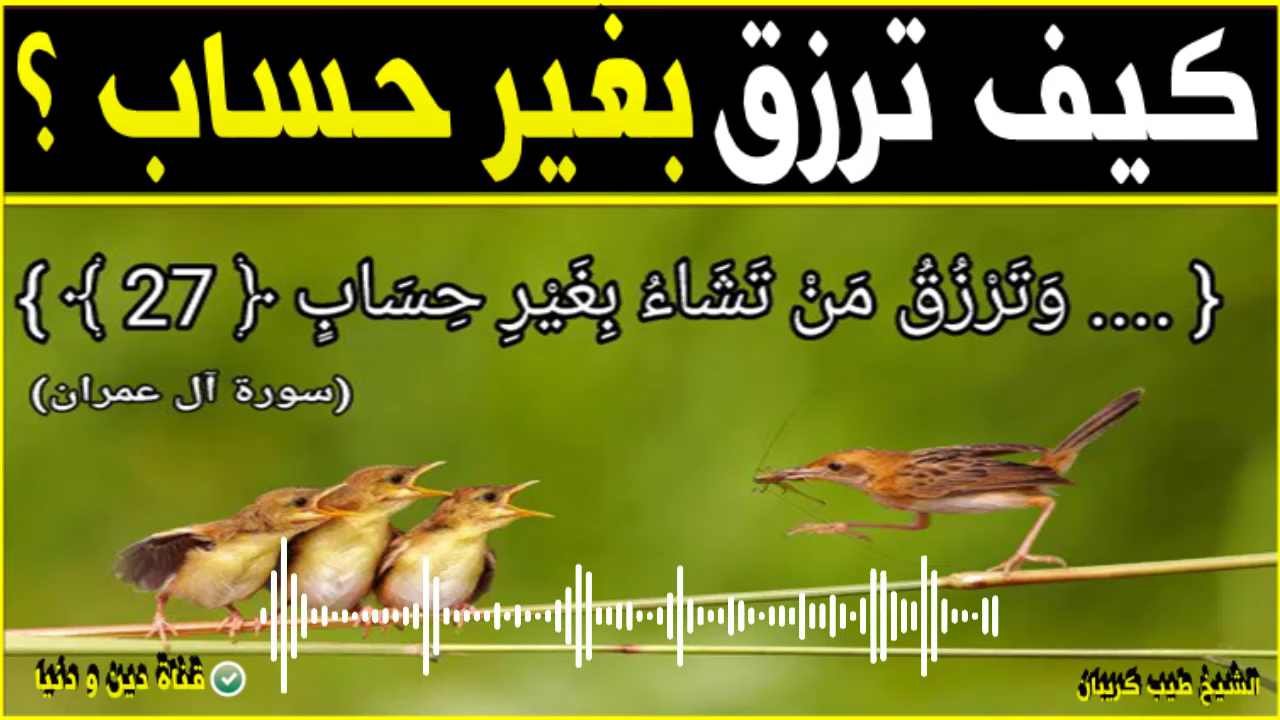 كيف ترزق بغير حساب ؟
{ .... وَتَرْزُقُ مَنْ تَشَاءُ بِغَيْرِ حِسَابٍ ﴿ 27 ﴾ }
(سورة آل عمران)
الشيخ طيب كريبان
قناة دين و دنيا